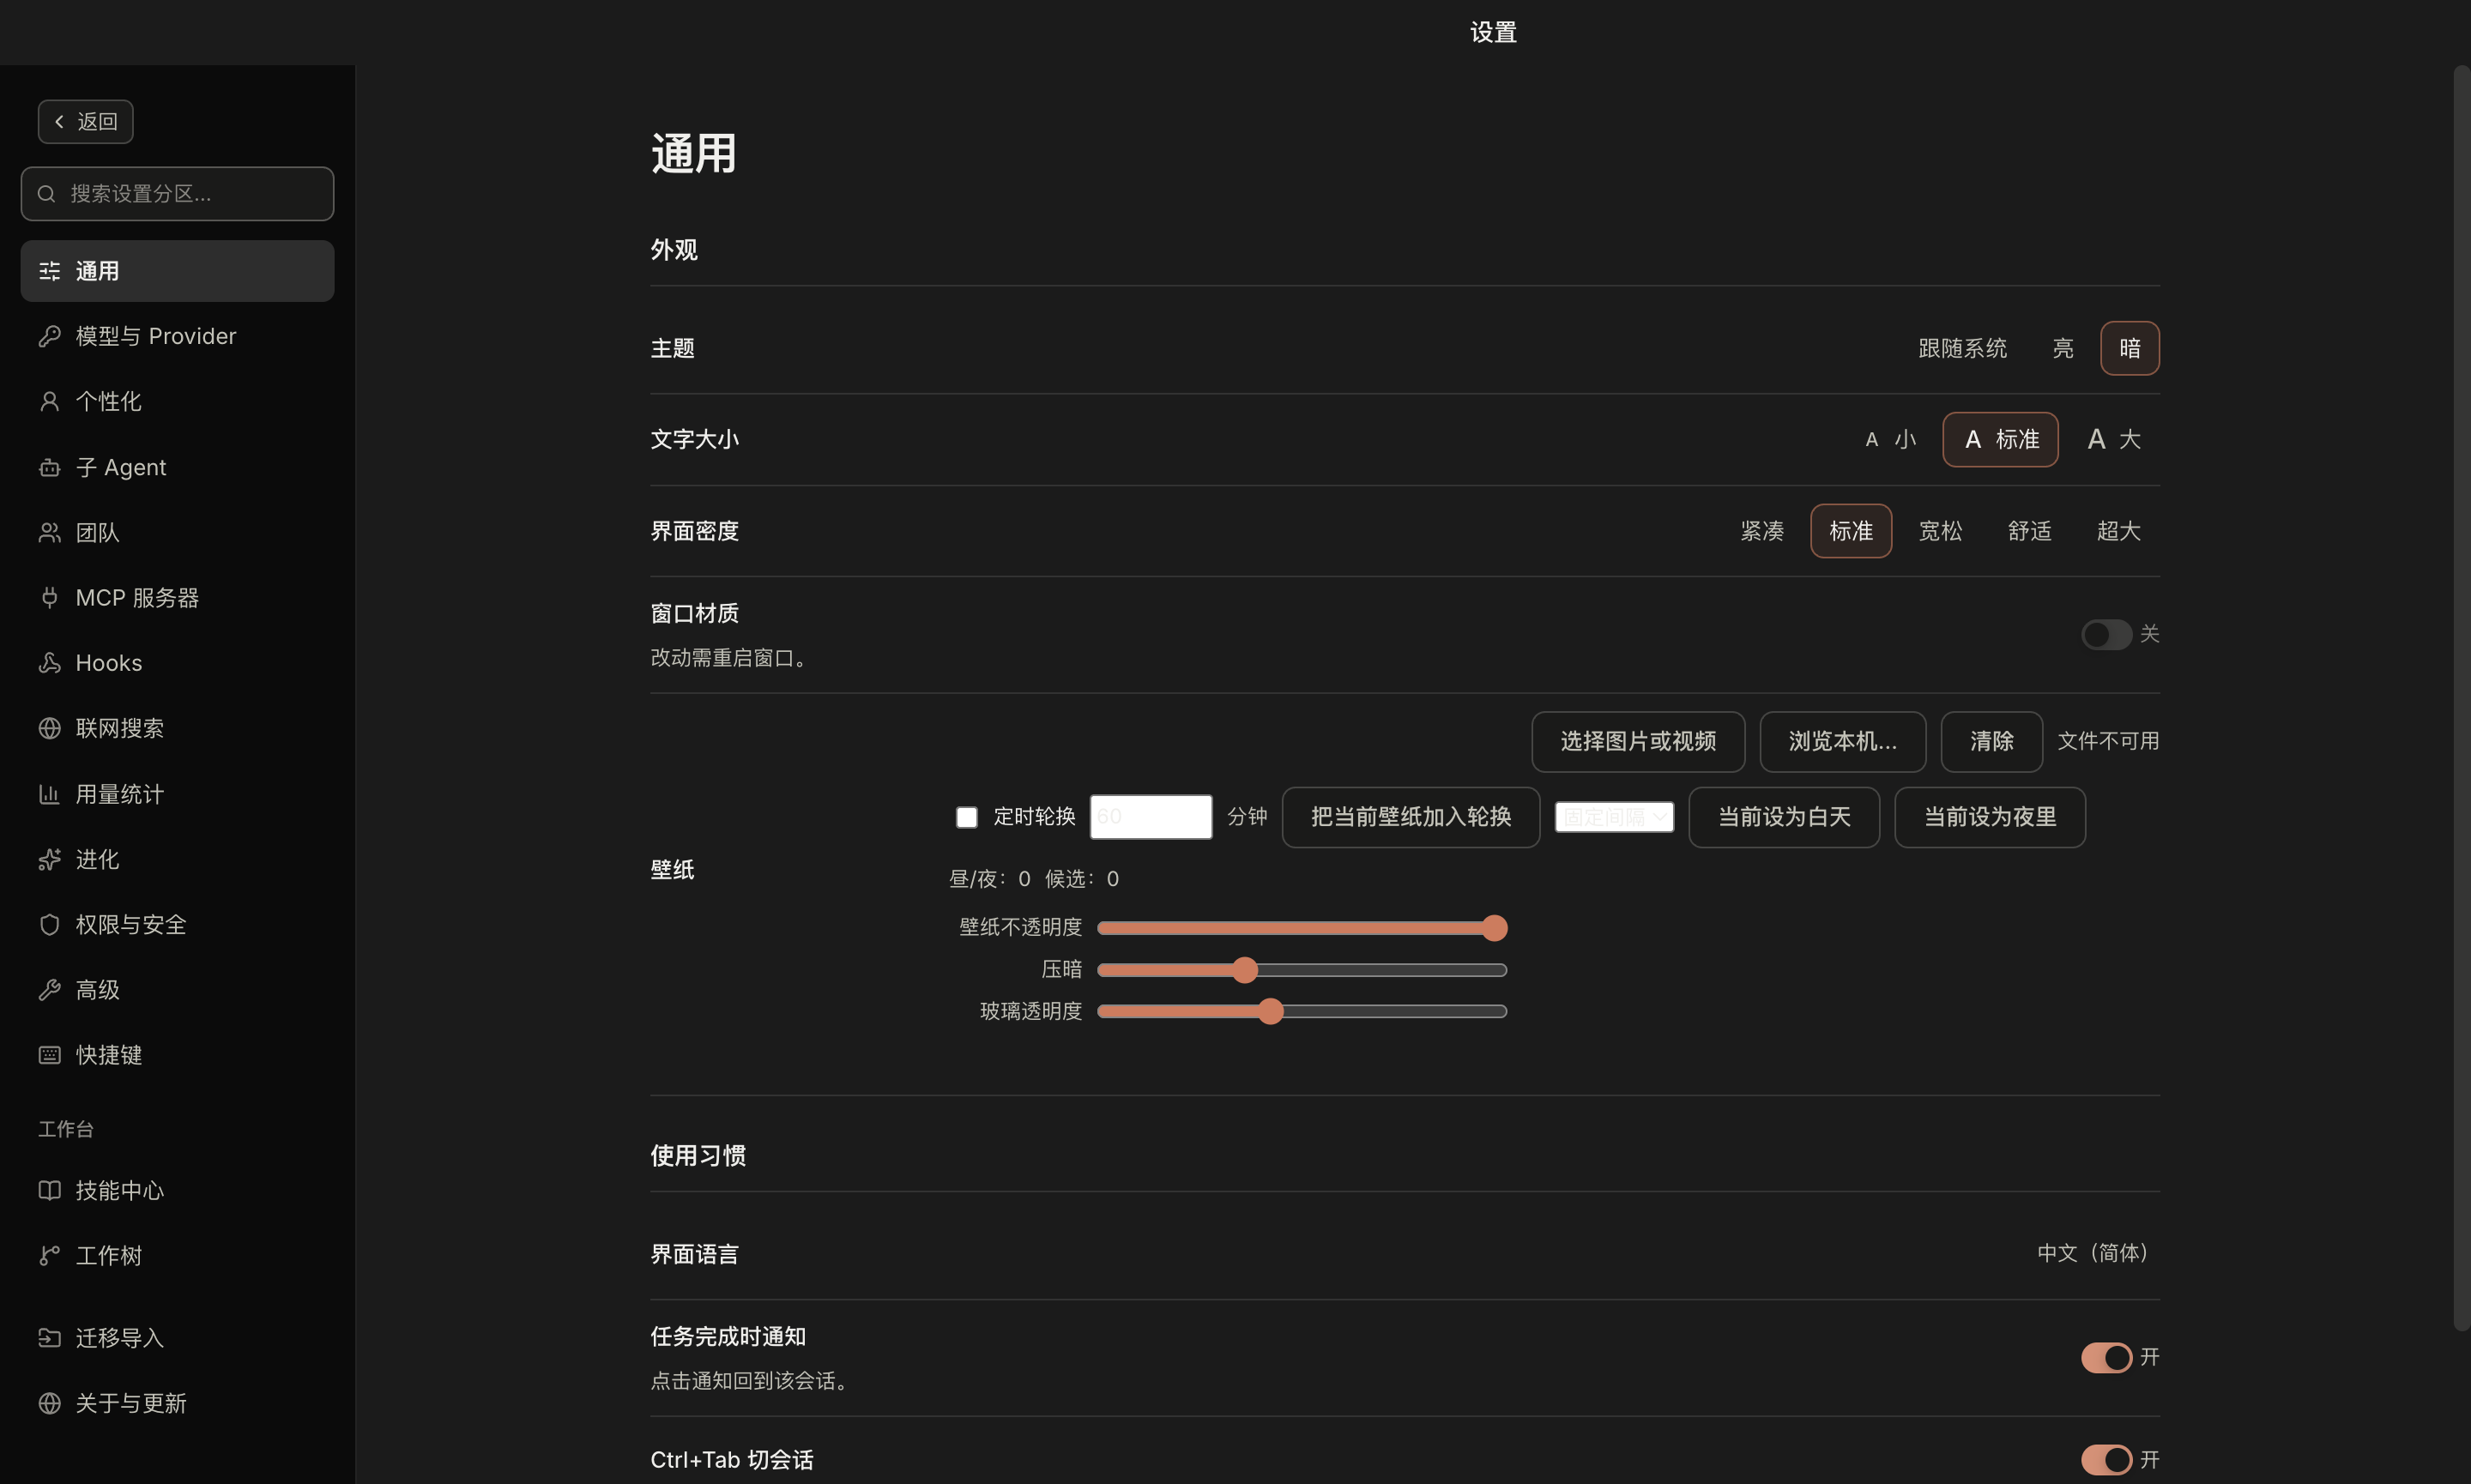 设置
返回
搜索设置分区...
通用
模型与 Provider
个性化
子 Agent
团队
MCP 服务器
Hooks
联网搜索
用量统计
进化
权限与安全
高级
快捷键
工作台
技能中心
工作树
迁移导入
关于与更新
通用
外观
主题 跟随系统 亮 暗
文字大小 A 小 A 标准 A 大
界面密度 紧凑 标准 宽松 舒适 超大
窗口材质
改动需重启窗口。
关
壁纸
选择图片或视频 浏览本机... 清除 文件不可用
定时轮换 60 分钟 把当前壁纸加入轮换 固定间隔 当前设为白天 当前设为夜里
昼/夜：0 候选：0
壁纸不透明度
压暗
玻璃透明度
使用习惯
界面语言 中文（简体）
任务完成时通知
点击通知回到该会话。
开
Ctrl+Tab 切会话 开